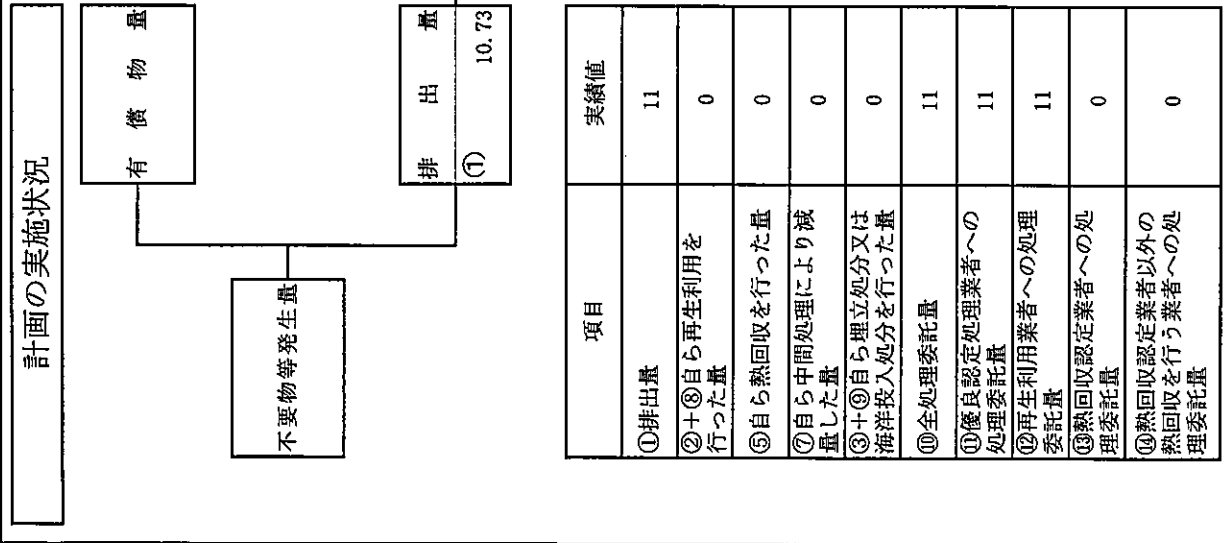 計画の実施状況
有償物量
不要物等発生量
排出量
① 10.73
項目 実績値
①排出量 11
②+⑧自ら再生利用を
行った量 0
⑤自ら熱回収を行った量 0
⑦自ら中間処理により減
量した量 0
③+⑨自ら埋立処分又は
海洋投入処分を行った量 0
⑩全処理委託量 11
⑪優良認定処理業者への
処理委託量 11
⑫再生利用業者への処理
委託量 11
⑬熱回収認定業者への処
理委託量 0
⑭熱回収認定業者以外の
熱回収を行う業者への処
理委託量 0